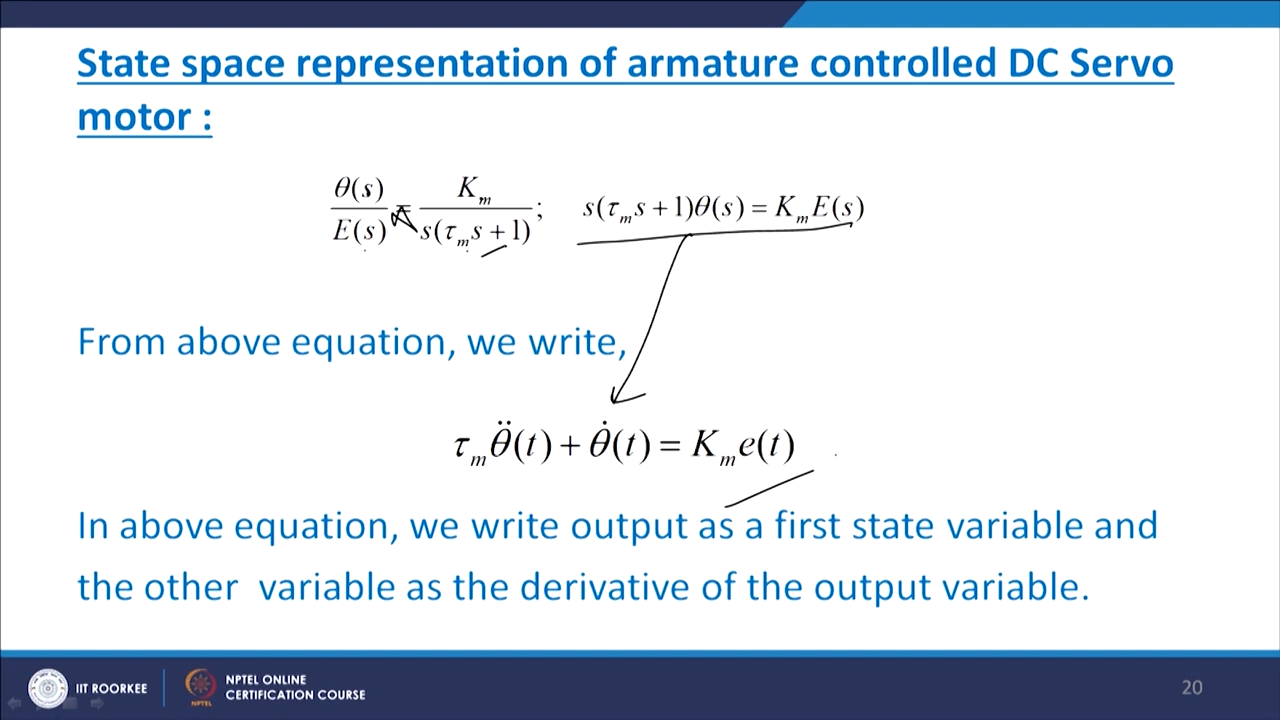 State space representation of armature controlled DC Servo
motor :
θ(s)/E(s) = K_m/s(τ_m s + 1) ; s(τ_m s + 1)θ(s) = K_m E(s)
From above equation, we write,
τ_m θ̈(t) + θ̇(t) = K_m e(t)
In above equation, we write output as a first state variable and
the other variable as the derivative of the output variable.
IIT ROORKEE
NPTEL
NPTEL ONLINE
CERTIFICATION COURSE
20